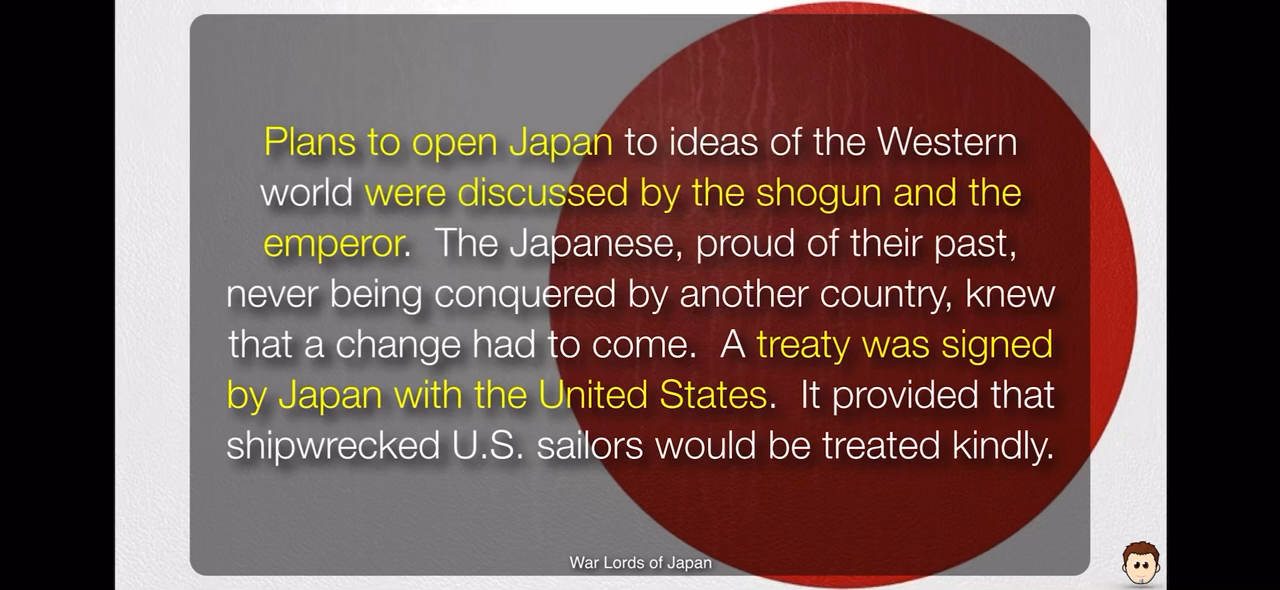 Plans to open Japan to ideas of the Western
world were discussed by the shogun and the
emperor.  The Japanese, proud of their past,
never being conquered by another country, knew
that a change had to come.  A treaty was signed
by Japan with the United States.  It provided that
shipwrecked U.S. sailors would be treated kindly.
War Lords of Japan